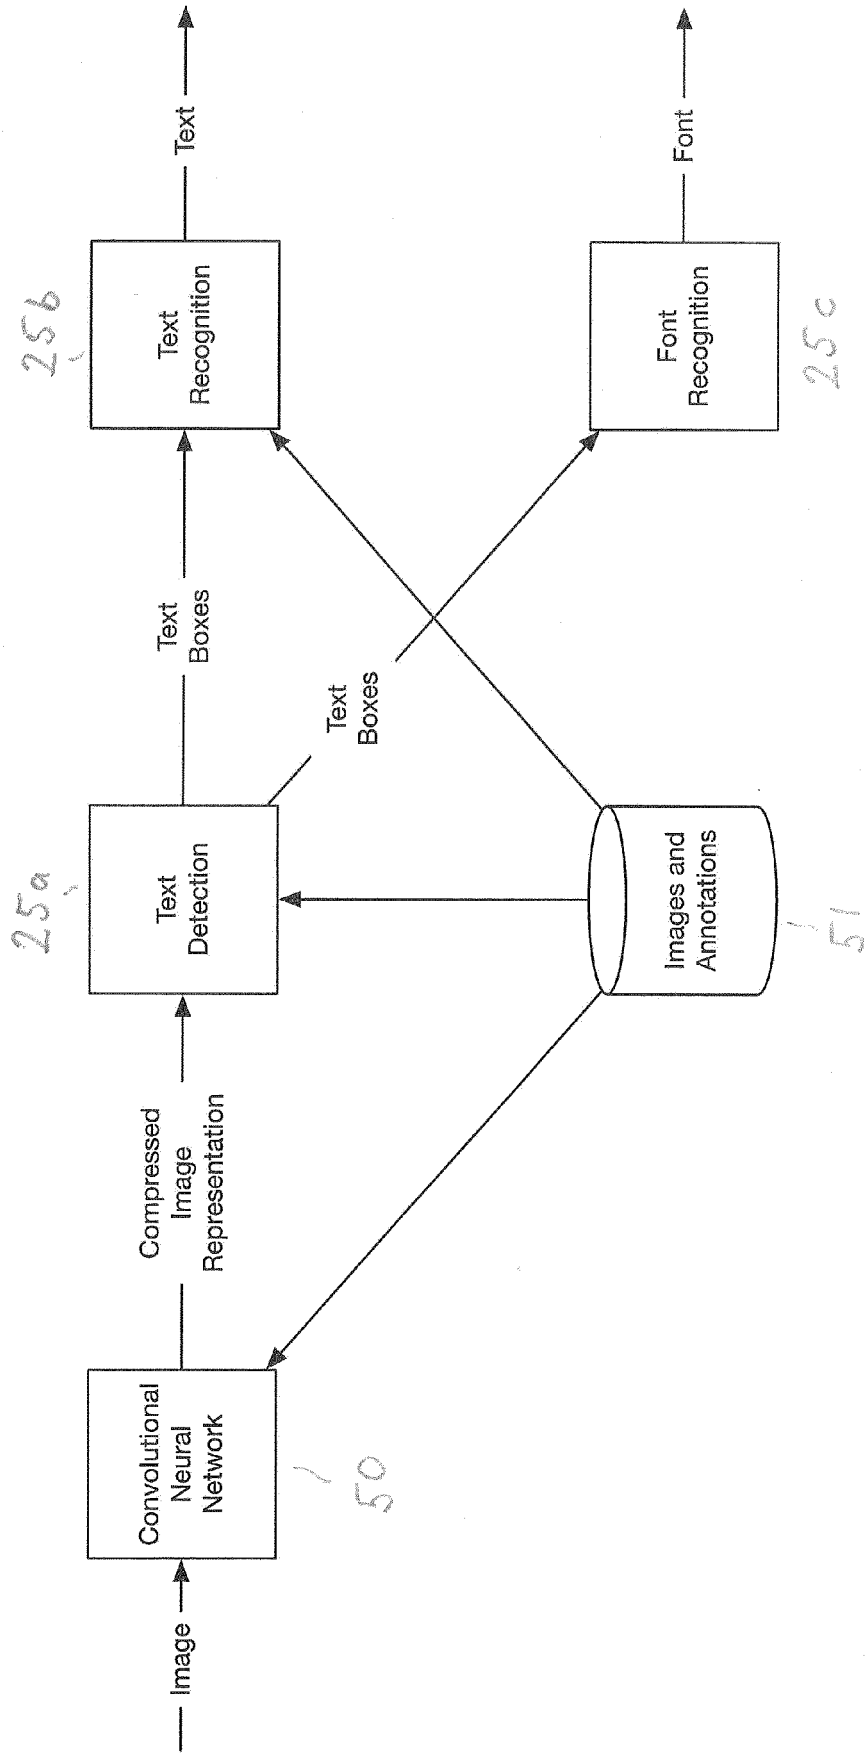 Image
Convolutional
Neural
Network
50
Compressed
Image
Representation
25a
Text
Detection
Text
Boxes
Text
Boxes
Images and
Annotations
51
25b
Text
Recognition
Text
Font
Recognition
25c
Font